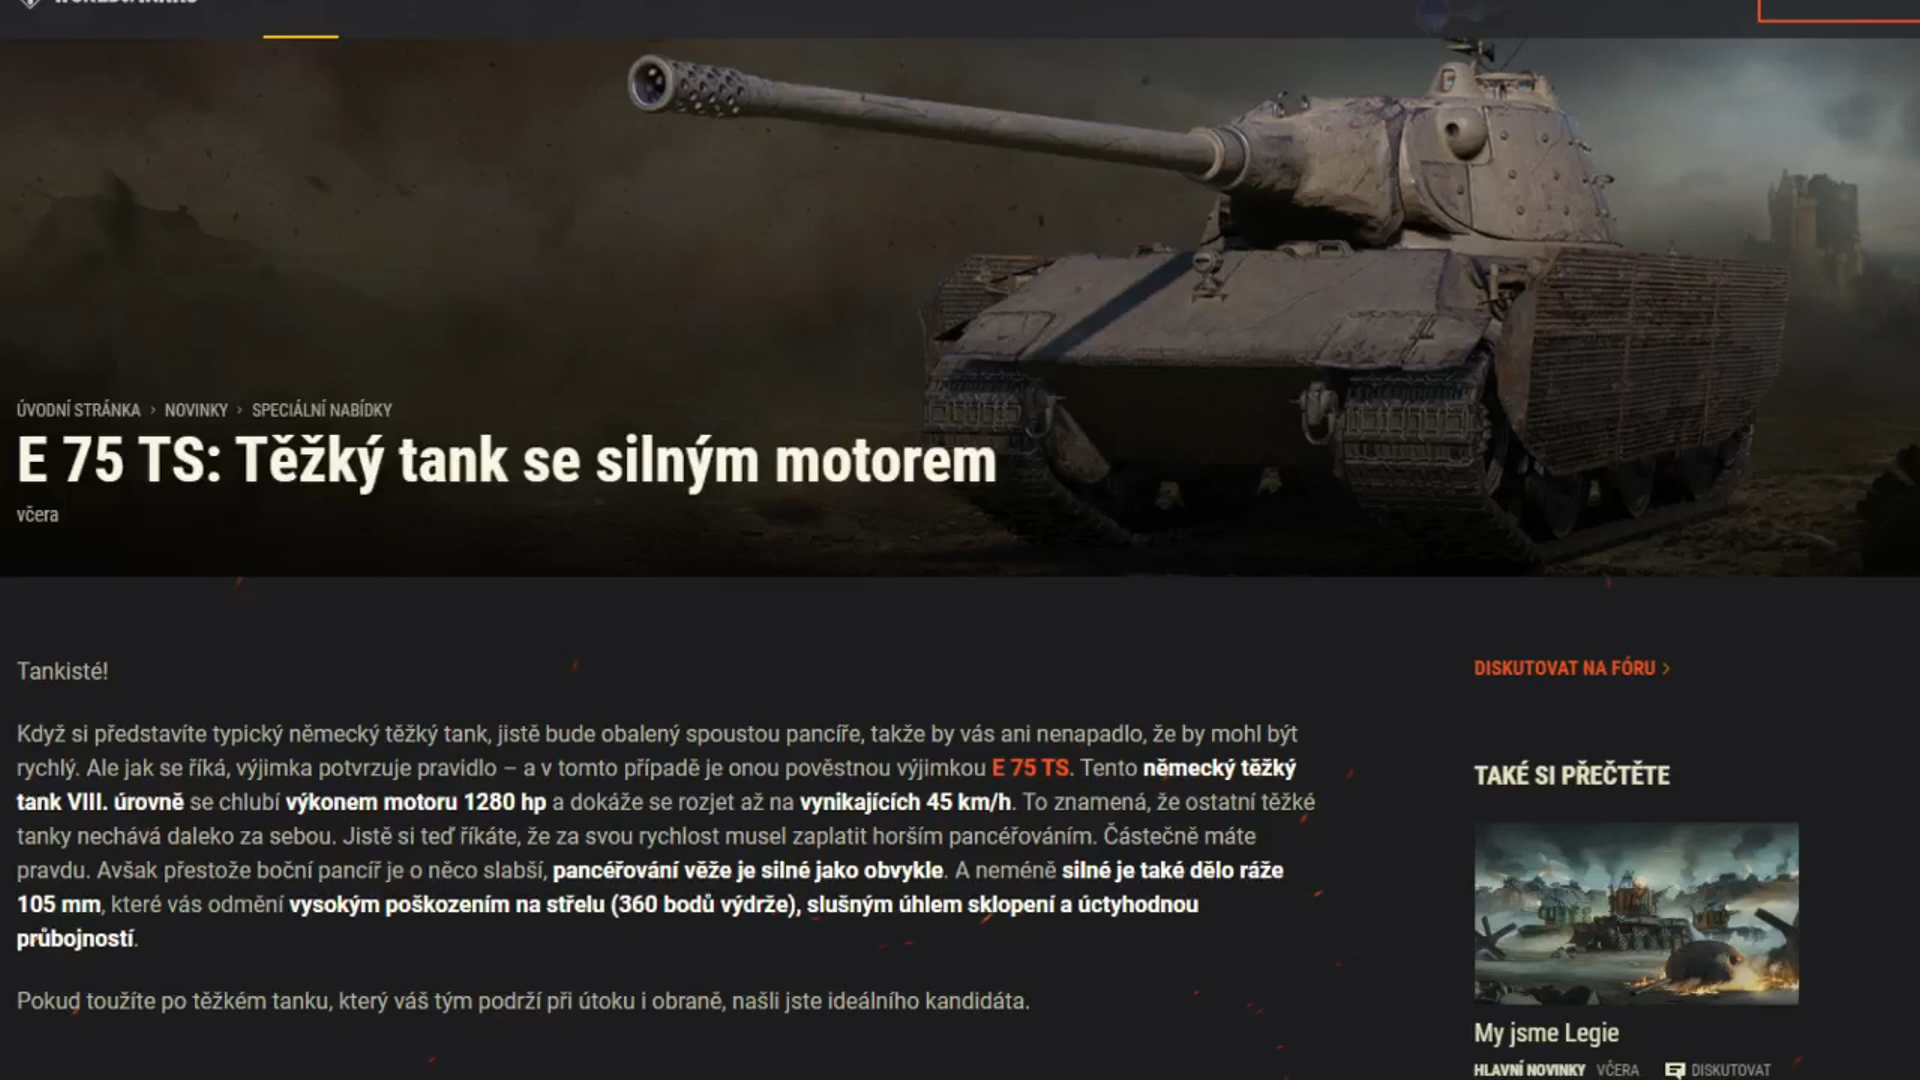 ÚVODNÍ STRÁNKA › NOVINKY › SPECIÁLNÍ NABÍDKY
E 75 TS: Těžký tank se silným motorem
včera
Tankisté!
Když si představíte typický německý těžký tank, jistě bude obalený spoustou pancíře, takže by vás ani nenapadlo, že by mohl být
rychlý. Ale jak se říká, výjimka potvrzuje pravidlo – a v tomto případě je onou pověstnou výjimkou E 75 TS. Tento německý těžký
tank VIII. úrovně se chlubí výkonem motoru 1280 hp a dokáže se rozjet až na vynikajících 45 km/h. To znamená, že ostatní těžké
tanky nechává daleko za sebou. Jistě si teď říkáte, že za svou rychlost musel zaplatit horším pancéřováním. Částečně máte
pravdu. Avšak přestože boční pancíř je o něco slabší, pancéřování věže je silné jako obvykle. A neméně silné je také dělo ráže
105 mm, které vás odmění vysokým poškozením na střelu (360 bodů výdrže), slušným úhlem sklopení a úctyhodnou
průbojností.
Pokud toužíte po těžkém tanku, který váš tým podrží při útoku i obraně, našli jste ideálního kandidáta.
DISKUTOVAT NA FÓRU ›
TAKÉ SI PŘEČTĚTE
My jsme Legie
HLAVNÍ NOVINKY VČERA DISKUTOVAT